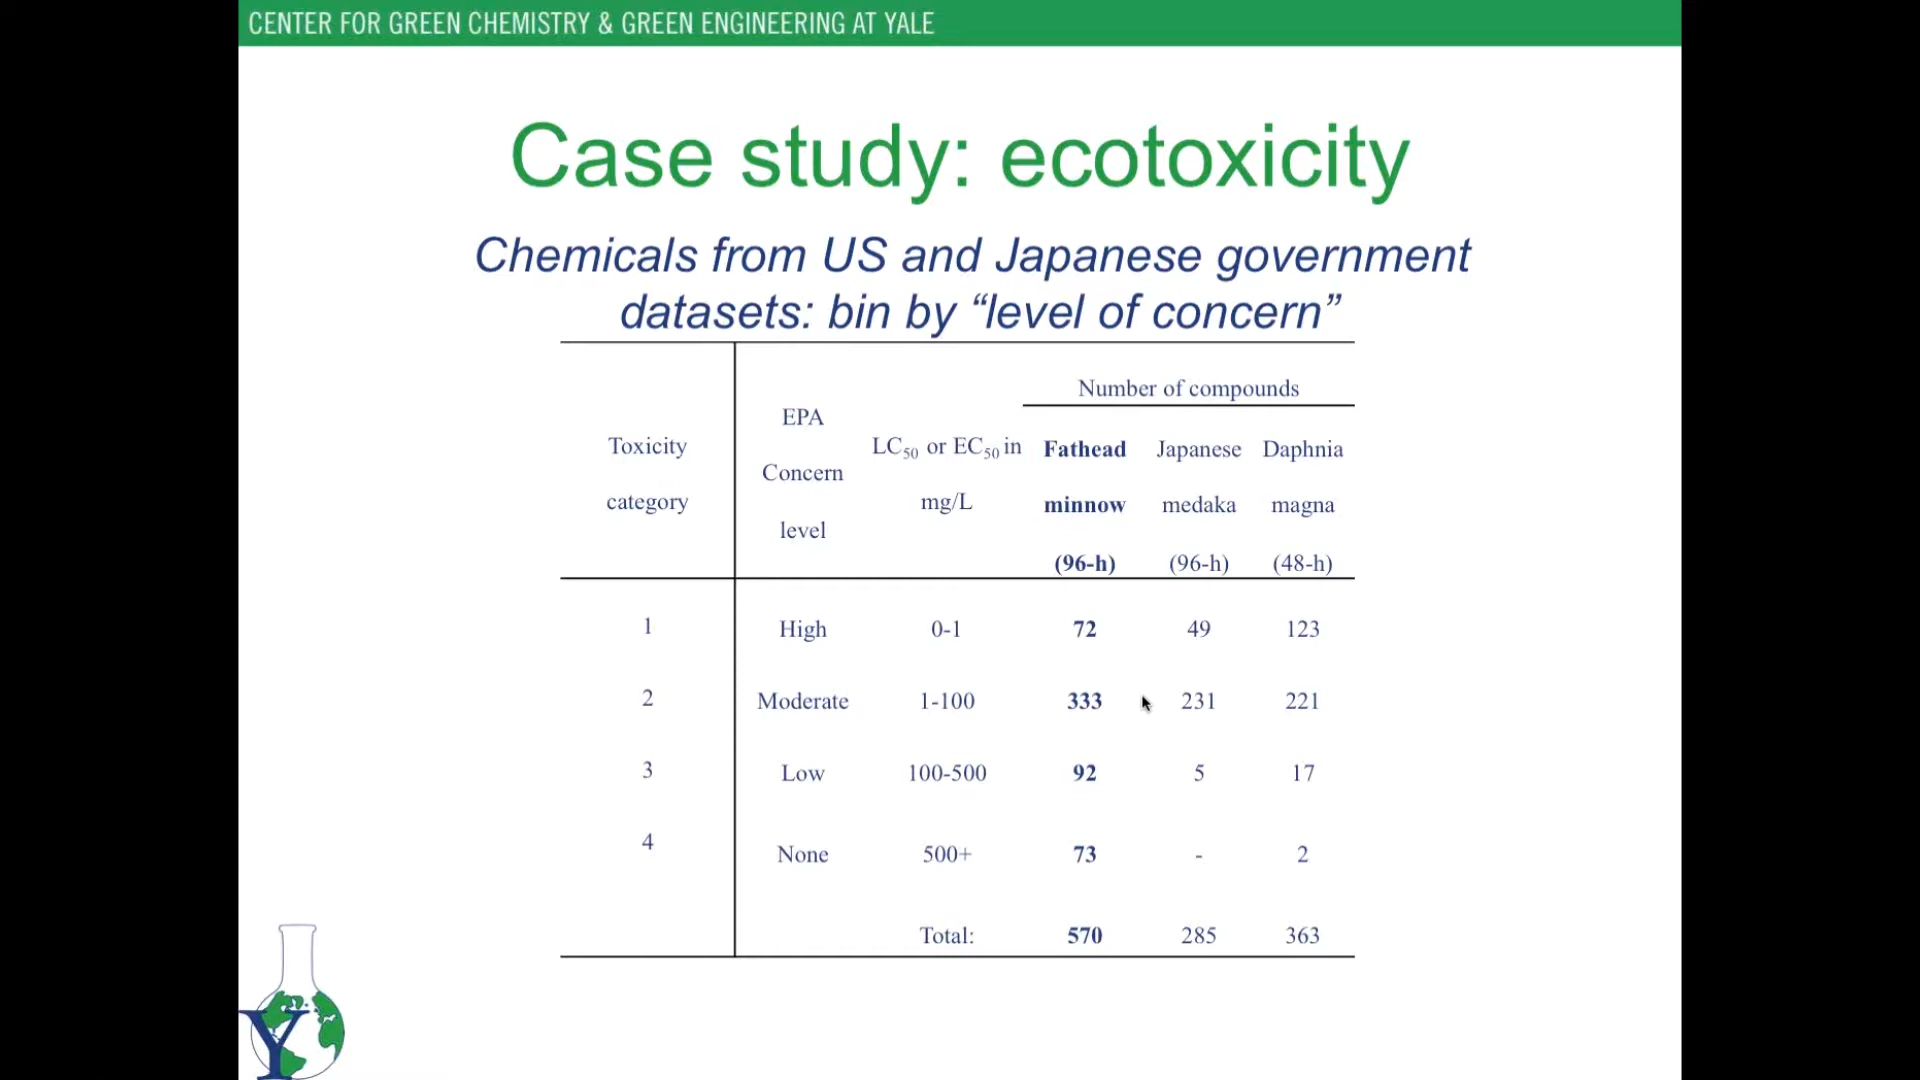 CENTER FOR GREEN CHEMISTRY & GREEN ENGINEERING AT YALE
Case study: ecotoxicity
Chemicals from US and Japanese government
datasets: bin by “level of concern”
Number of compounds
Toxicity
category
EPA
Concern
level
LC50 or EC50 in
mg/L
Fathead
minnow
(96-h)
Japanese
medaka
(96-h)
Daphnia
magna
(48-h)
1 High 0-1 72 49 123
2 Moderate 1-100 333 231 221
3 Low 100-500 92 5 17
4 None 500+ 73 - 2
Total: 570 285 363
Y